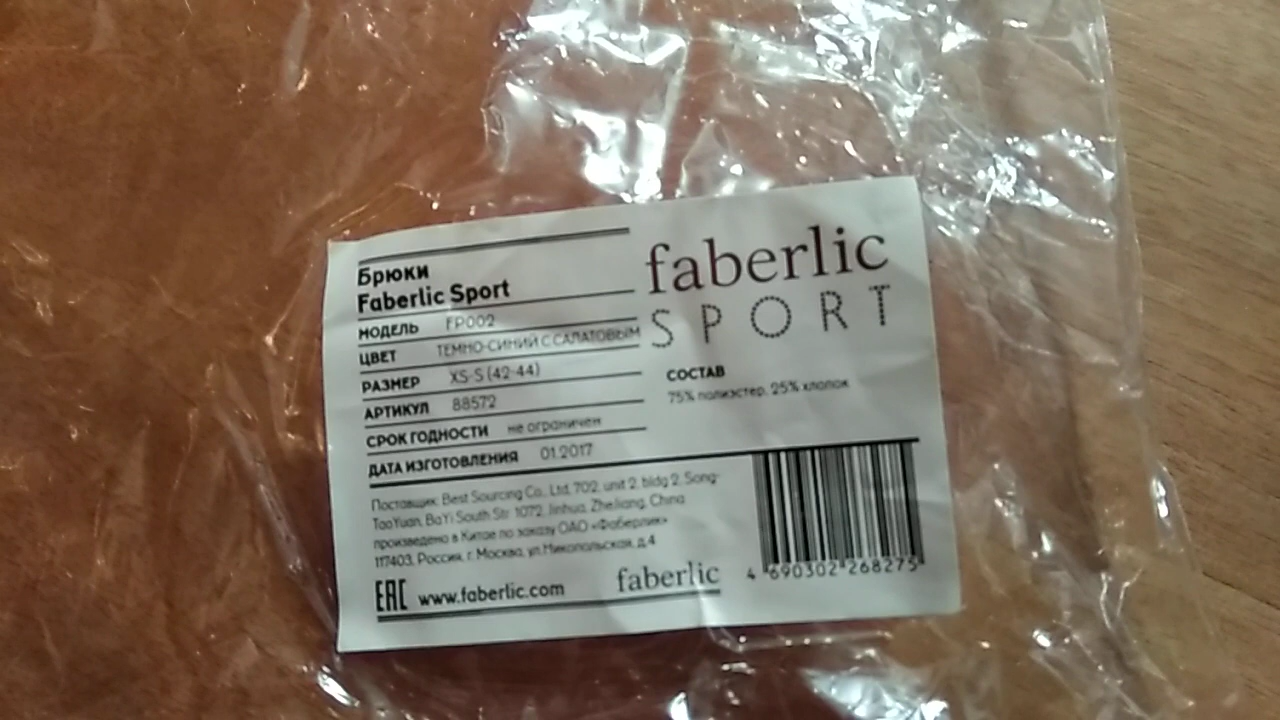 Брюки
Faberlic Sport
МОДЕЛЬ FP002
ЦВЕТ ТЕМНО-СИНИЙ С САЛАТОВЫМ
РАЗМЕР XS-S (42-44)
АРТИКУЛ 88572
СРОК ГОДНОСТИ не ограничен
ДАТА ИЗГОТОВЛЕНИЯ 01.2017
faberlic
SPORT
СОСТАВ
75% полиэстер, 25% хлопок
Поставщик: Best Sourcing Co., Ltd, 702, unit 2, bldg 2, Song-
TaoYuan, BaYi South Str. 1072, Jinhua, ZheJiang, China
произведено в Китае по заказу ОАО «Фаберлик»
117403, Россия, г. Москва, ул.Никопольская, д.4
EAC www.faberlic.com faberlic
4 690302 268275